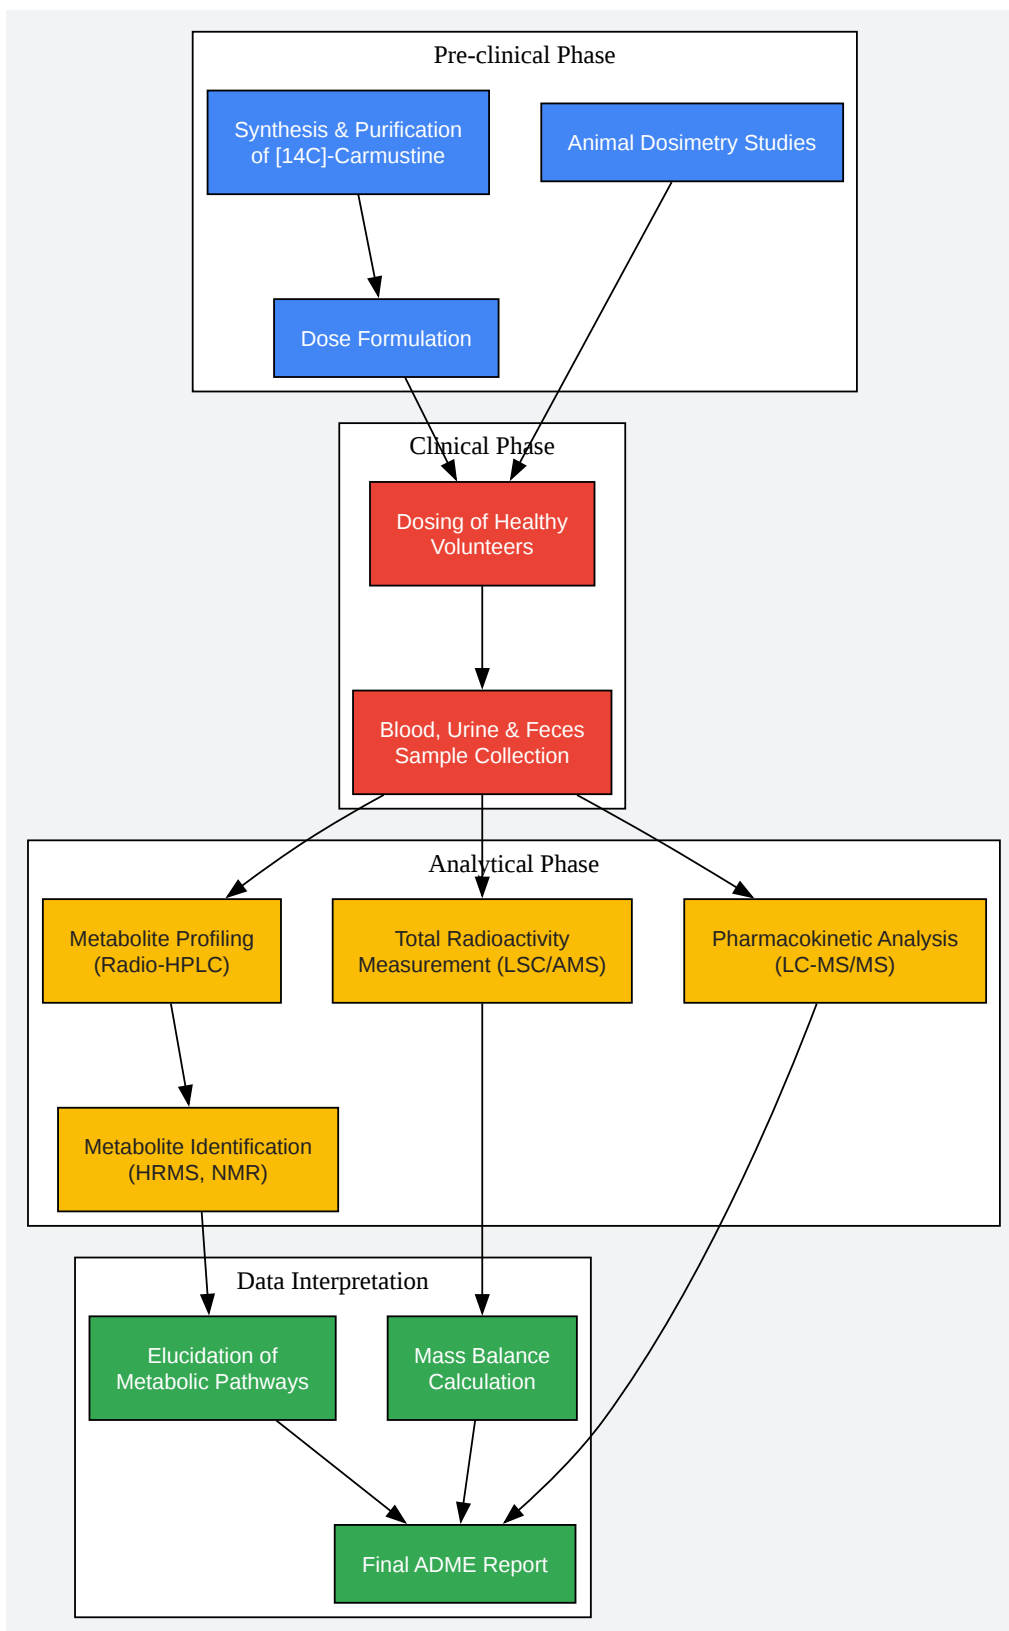 Pre-clinical Phase
Synthesis & Purification
of [14C]-Carmustine
Animal Dosimetry Studies
Dose Formulation
Clinical Phase
Dosing of Healthy
Volunteers
Blood, Urine & Feces
Sample Collection
Analytical Phase
Metabolite Profiling
(Radio-HPLC)
Total Radioactivity
Measurement (LSC/AMS)
Pharmacokinetic Analysis
(LC-MS/MS)
Metabolite Identification
(HRMS, NMR)
Data Interpretation
Elucidation of
Metabolic Pathways
Mass Balance
Calculation
Final ADME Report